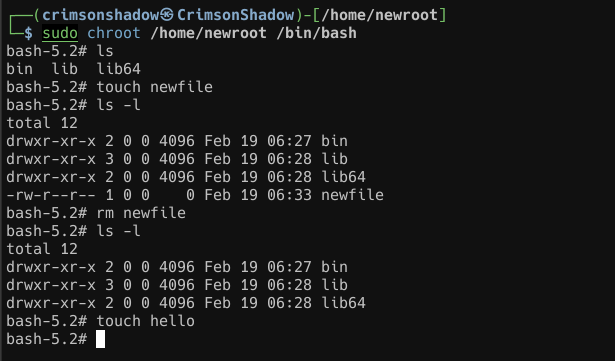 ┌──(crimsonshadow㉿CrimsonShadow)-[/home/newroot]
└─$ sudo chroot /home/newroot /bin/bash
bash-5.2# ls
bin  lib  lib64
bash-5.2# touch newfile
bash-5.2# ls -l
total 12
drwxr-xr-x 2 0 0 4096 Feb 19 06:27 bin
drwxr-xr-x 3 0 0 4096 Feb 19 06:28 lib
drwxr-xr-x 2 0 0 4096 Feb 19 06:28 lib64
-rw-r--r-- 1 0 0    0 Feb 19 06:33 newfile
bash-5.2# rm newfile
bash-5.2# ls -l
total 12
drwxr-xr-x 2 0 0 4096 Feb 19 06:27 bin
drwxr-xr-x 3 0 0 4096 Feb 19 06:28 lib
drwxr-xr-x 2 0 0 4096 Feb 19 06:28 lib64
bash-5.2# touch hello
bash-5.2#